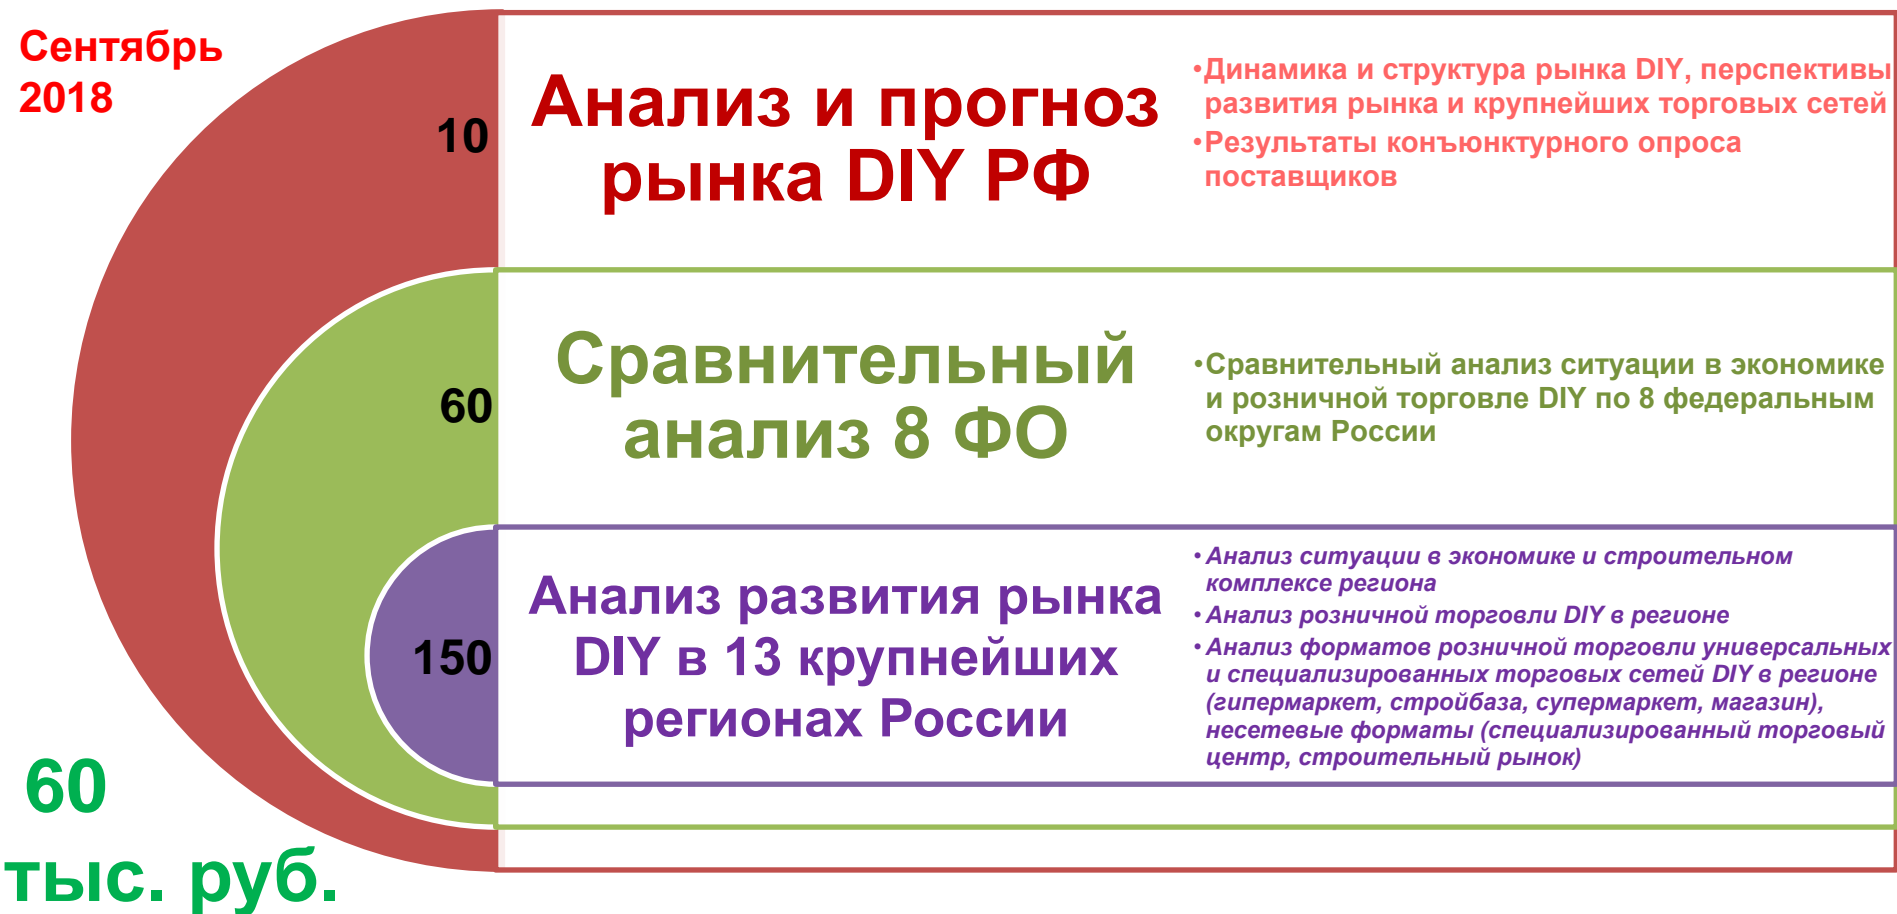 Сентябрь
2018
10
Анализ и прогноз
рынка DIY РФ
•Динамика и структура рынка DIY, перспективы
развития рынка и крупнейших торговых сетей
•Результаты конъюнктурного опроса
поставщиков
60
Сравнительный
анализ 8 ФО
•Сравнительный анализ ситуации в экономике
и розничной торговле DIY по 8 федеральным
округам России
150
Анализ развития рынка
DIY в 13 крупнейших
регионах России
• Анализ ситуации в экономике и строительном
комплексе региона
• Анализ розничной торговли DIY в регионе
• Анализ форматов розничной торговли универсальных
и специализированных торговых сетей DIY в регионе
(гипермаркет, стройбаза, супермаркет, магазин),
несетевые форматы (специализированный торговый
центр, строительный рынок)
60
тыс. руб.